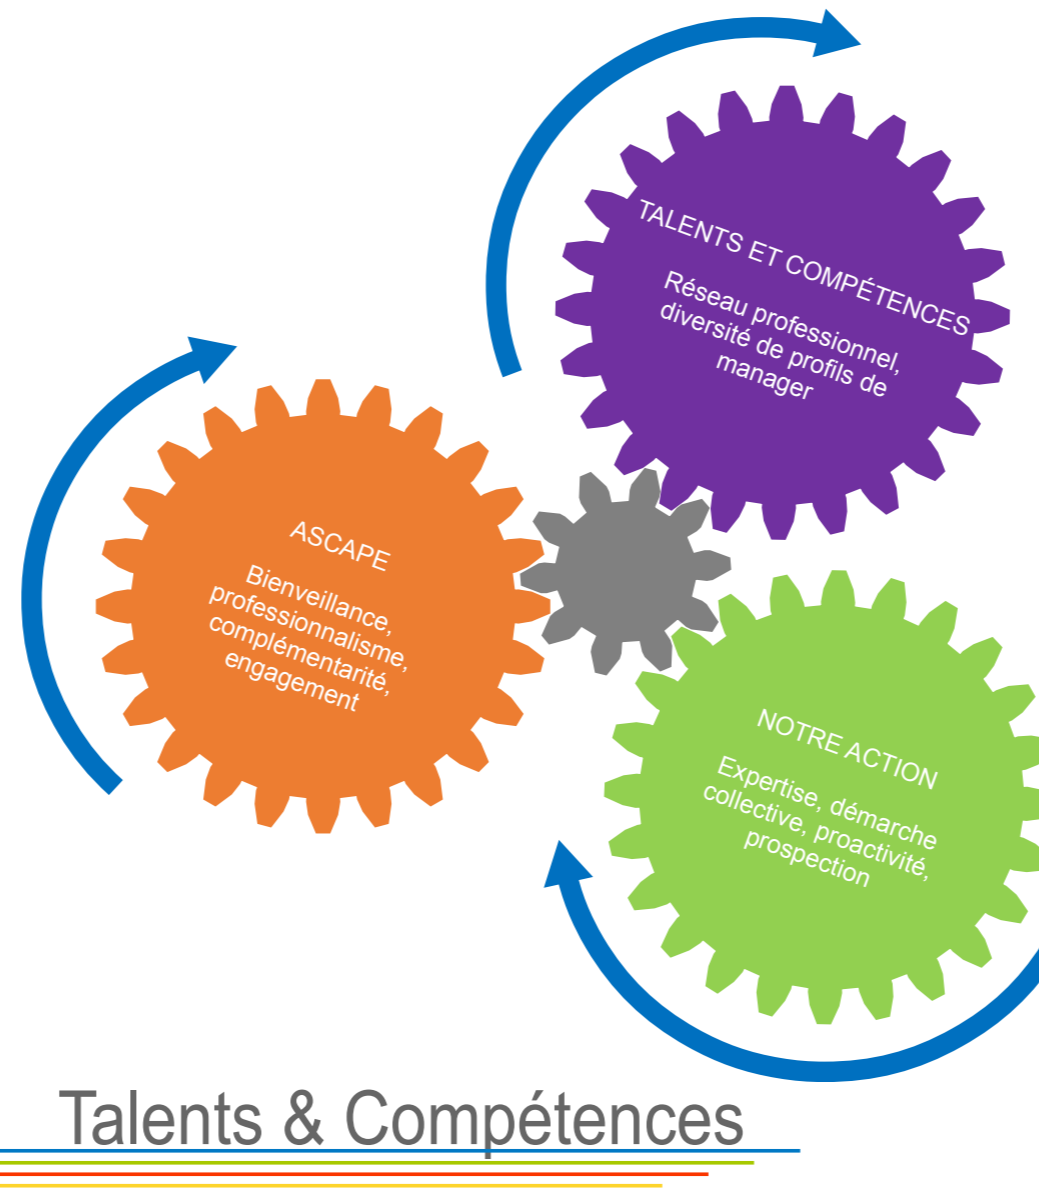 TALENTS ET COMPÉTENCES
Réseau professionnel,
diversité de profils de
manager
ASCAPE
Bienveillance,
professionnalisme,
complémentarité,
engagement
NOTRE ACTION
Expertise, démarche
collective, proactivité,
prospection
Talents & Compétences